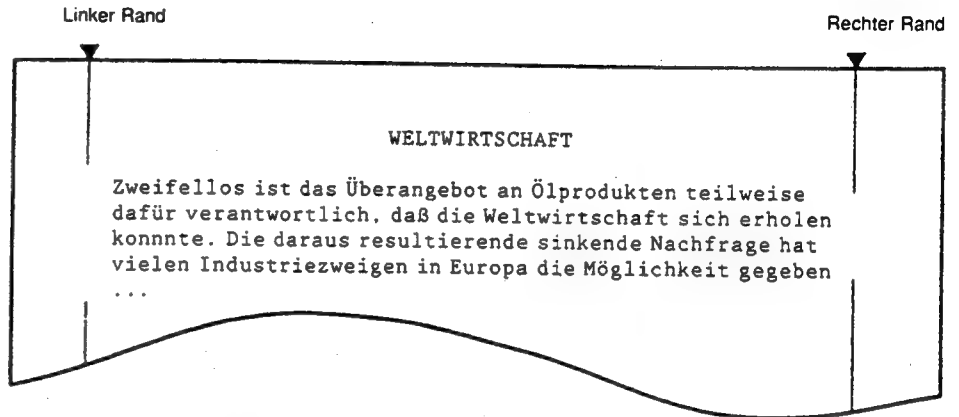 Linker Rand
Rechter Rand
WELTWIRTSCHAFT
Zweifellos ist das Überangebot an Ölprodukten teilweise
dafür verantwortlich, daß die Weltwirtschaft sich erholen
konnnte. Die daraus resultierende sinkende Nachfrage hat
vielen Industriezweigen in Europa die Möglichkeit gegeben
...